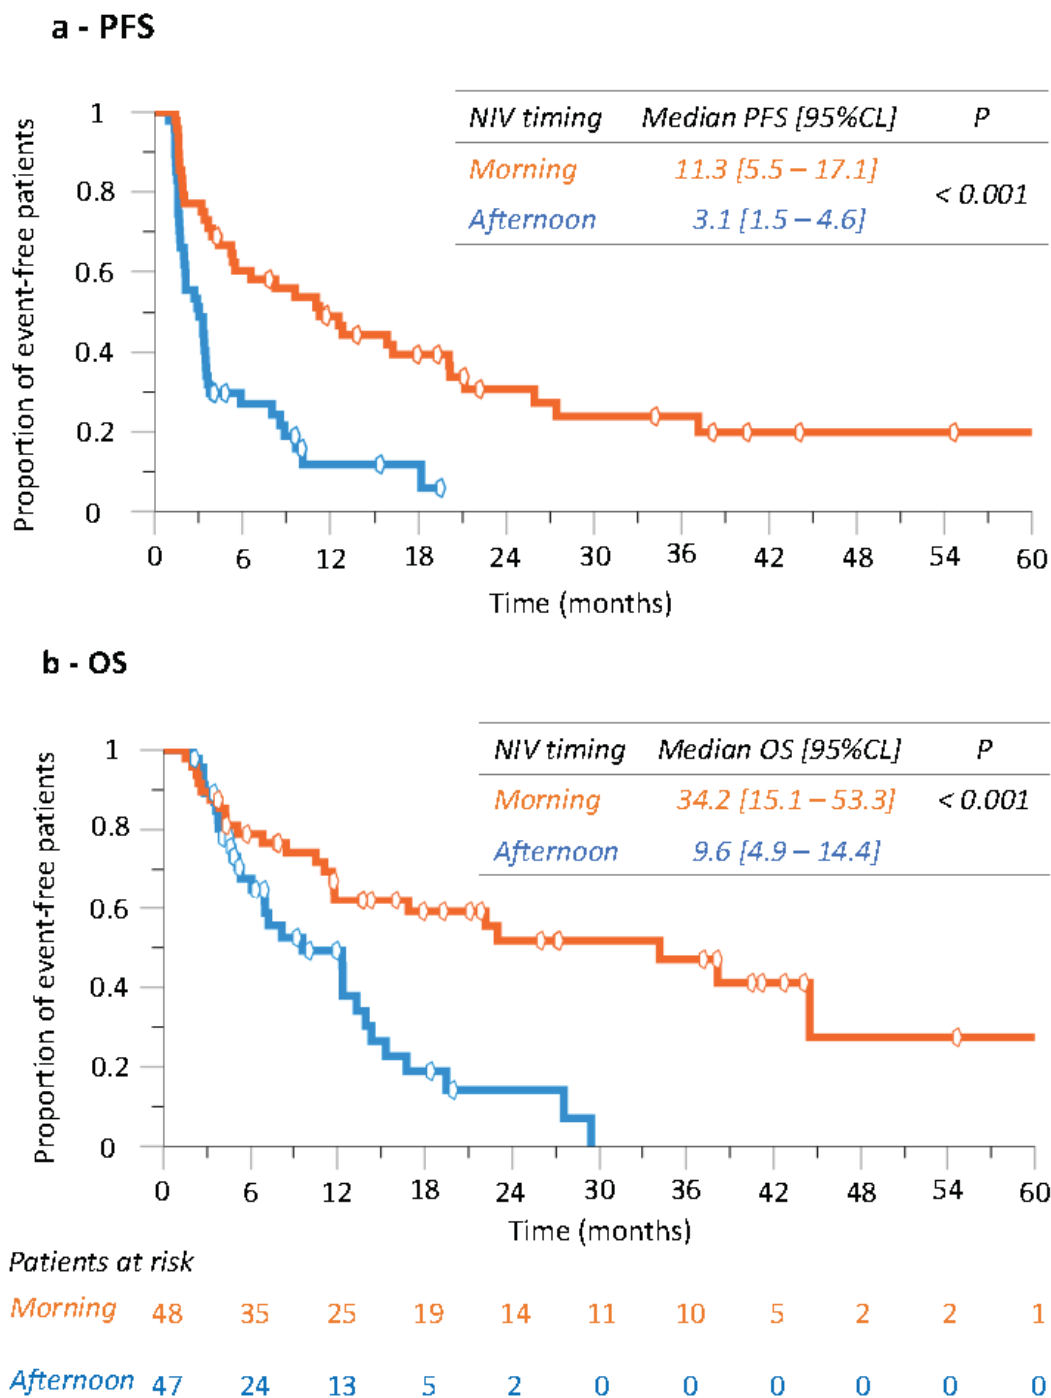 a - PFS
NIV timing Median PFS [95%CL] P
Morning 11.3 [5.5 – 17.1]
< 0.001
Afternoon 3.1 [1.5 – 4.6]
Proportion of event-free patients
1
0.8
0.6
0.4
0.2
0
0 6 12 18 24 30 36 42 48 54 60
Time (months)
b - OS
NIV timing Median OS [95%CL] P
Morning 34.2 [15.1 – 53.3] < 0.001
Afternoon 9.6 [4.9 – 14.4]
Proportion of event-free patients
1
0.8
0.6
0.4
0.2
0
0 6 12 18 24 30 36 42 48 54 60
Time (months)
Patients at risk
Morning 48 35 25 19 14 11 10 5 2 2 1
Afternoon 47 24 13 5 2 0 0 0 0 0 0